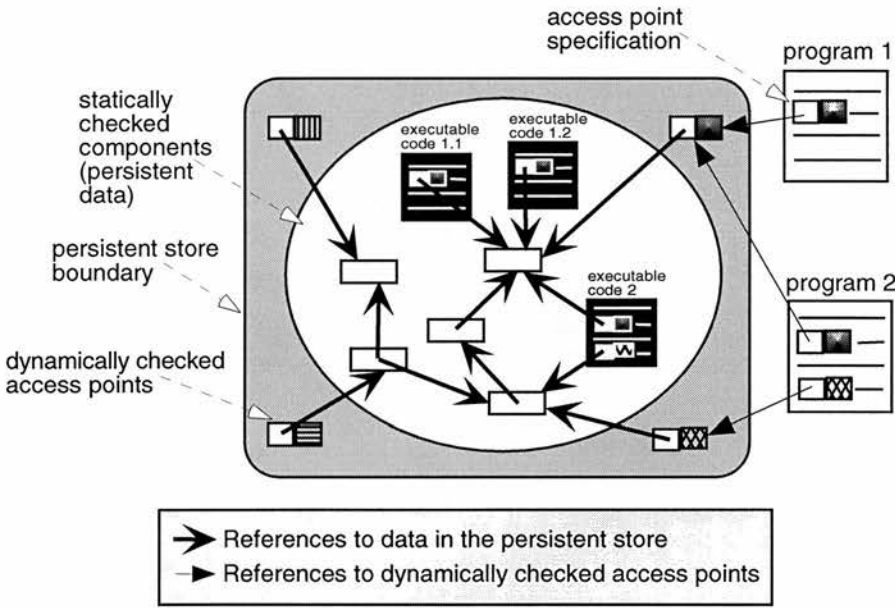 access point
specification
program 1
statically
checked
components
(persistent
data)
executable
code 1.1
executable
code 1.2
persistent store
boundary
executable
code 2
program 2
dynamically checked
access points
References to data in the persistent store
References to dynamically checked access points